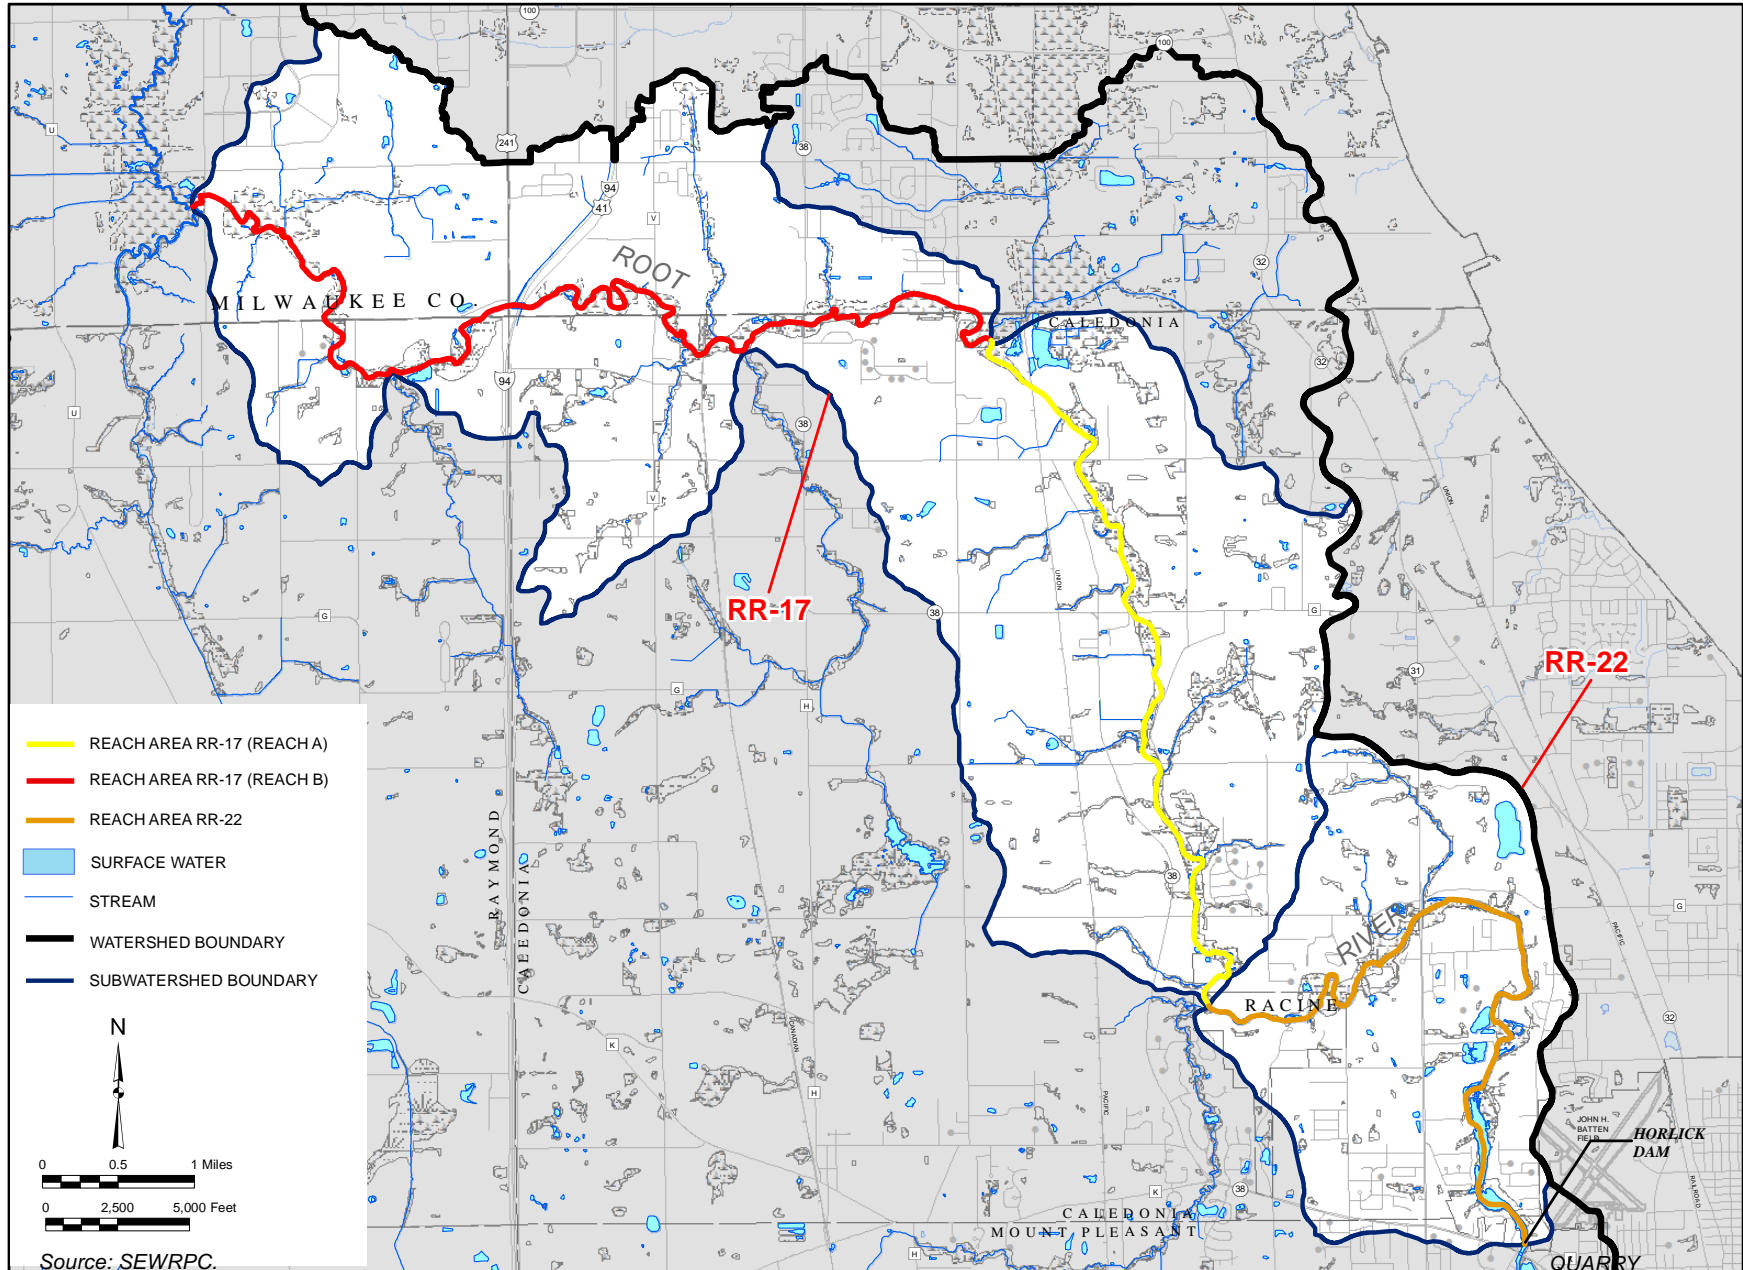 100
100
U
241
38
94
41
V
ROOT
32
MILWAUKEE CO.
CALEDONIA
32
94
U
38
V
UNION
UNION
RR-17
38
G
G
RR-22
31
G
H
REACH AREA RR-17 (REACH A)
REACH AREA RR-17 (REACH B)
REACH AREA RR-22
SURFACE WATER
STREAM
WATERSHED BOUNDARY
SUBWATERSHED BOUNDARY
RAYMOND
CALEDONIA
38
G
RIVER
PACIFIC
RACINE
32
N
CANADIAN
K
H
PACIFIC
JOHN H.
BATTEN
FIELD
HORLICK
DAM
0 0.5 1 Miles
0 2,500 5,000 Feet
RAILROAD
K
38
CALEDONIA
MOUNT PLEASANT
H
QUARRY
Source: SEWRPC.